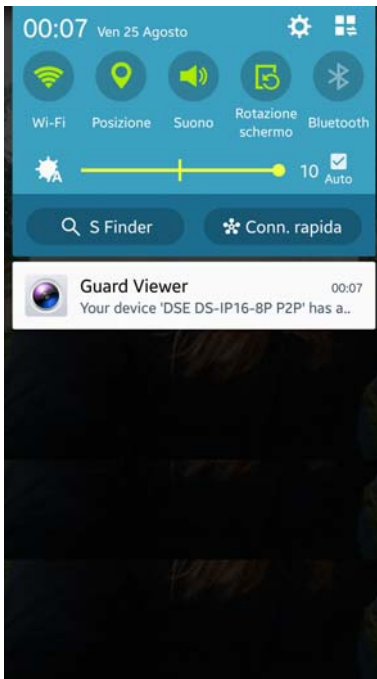 00:07 Ven 25 Agosto
Wi-Fi Posizione Suono Rotazione schermo Bluetooth
A 10 Auto
S Finder Conn. rapida
Guard Viewer 00:07
Your device 'DSE DS-IP16-8P P2P' has a..